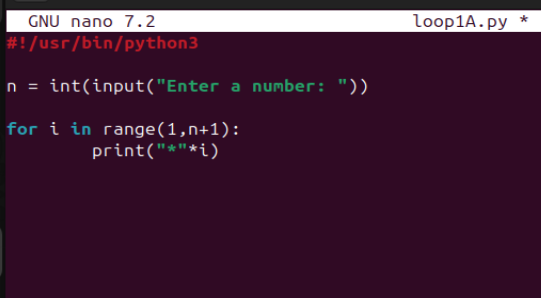 GNU nano 7.2 loop1A.py *
#!/usr/bin/python3
n = int(input("Enter a number: "))
for i in range(1,n+1):
        print("*"*i)